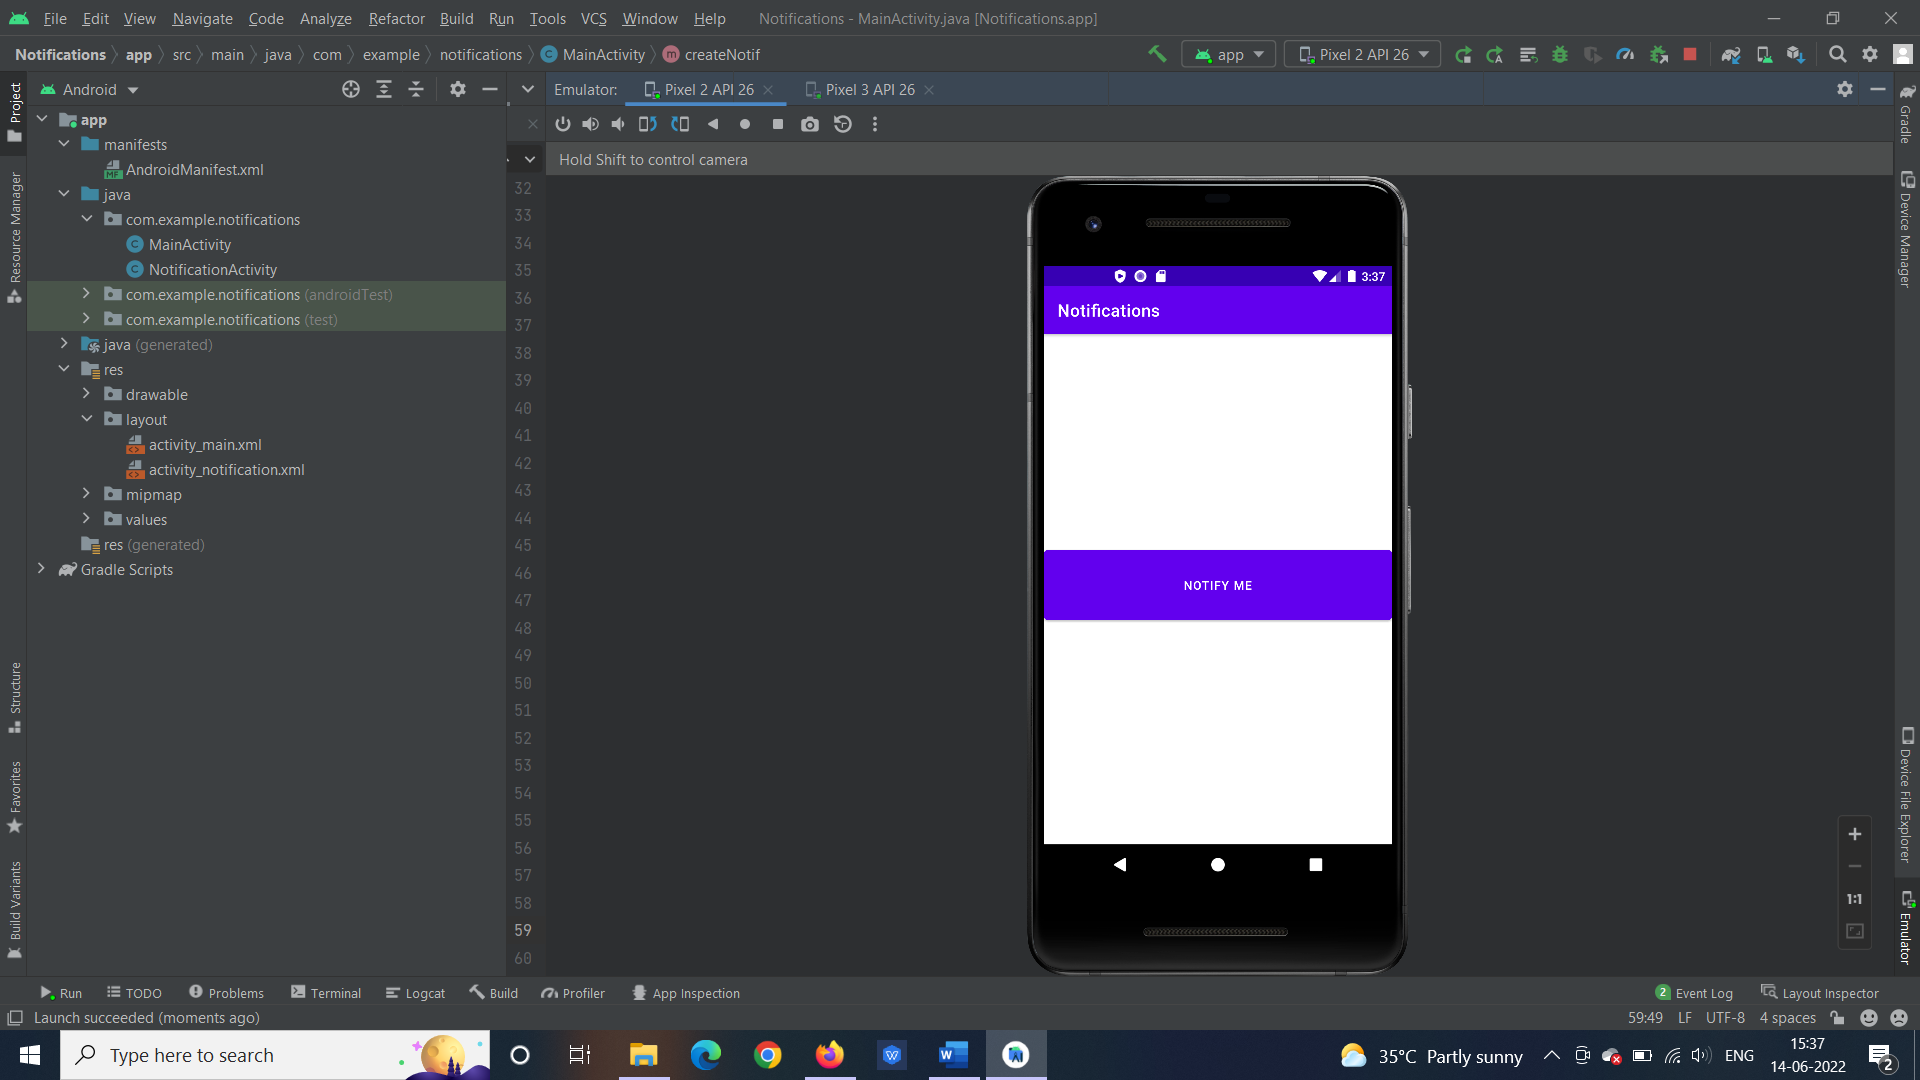 File Edit View Navigate Code Analyze Refactor Build Run Tools VCS Window Help Notifications - MainActivity.java [Notifications.app]
Notifications app src main java com example notifications MainActivity createNotif app Pixel 2 API 26
Android
Emulator: Pixel 2 API 26 Pixel 3 API 26
Hold Shift to control camera
Project
Resource Manager
Structure
Favorites
Build Variants
app
manifests
AndroidManifest.xml
java
com.example.notifications
MainActivity
NotificationActivity
com.example.notifications (androidTest)
com.example.notifications (test)
java (generated)
res
drawable
layout
activity_main.xml
activity_notification.xml
mipmap
values
res (generated)
Gradle Scripts
32
33
34
35
36
37
38
39
40
41
42
43
44
45
46
47
48
49
50
51
52
53
54
55
56
57
58
59
60
3:37
Notifications
NOTIFY ME
1:1
Gradle
Device Manager
Device File Explorer
Emulator
Run TODO Problems Terminal Logcat Build Profiler App Inspection 2 Event Log Layout Inspector
Launch succeeded (moments ago) 59:49 LF UTF-8 4 spaces
Type here to search
35°C Partly sunny ENG
15:37
14-06-2022
2